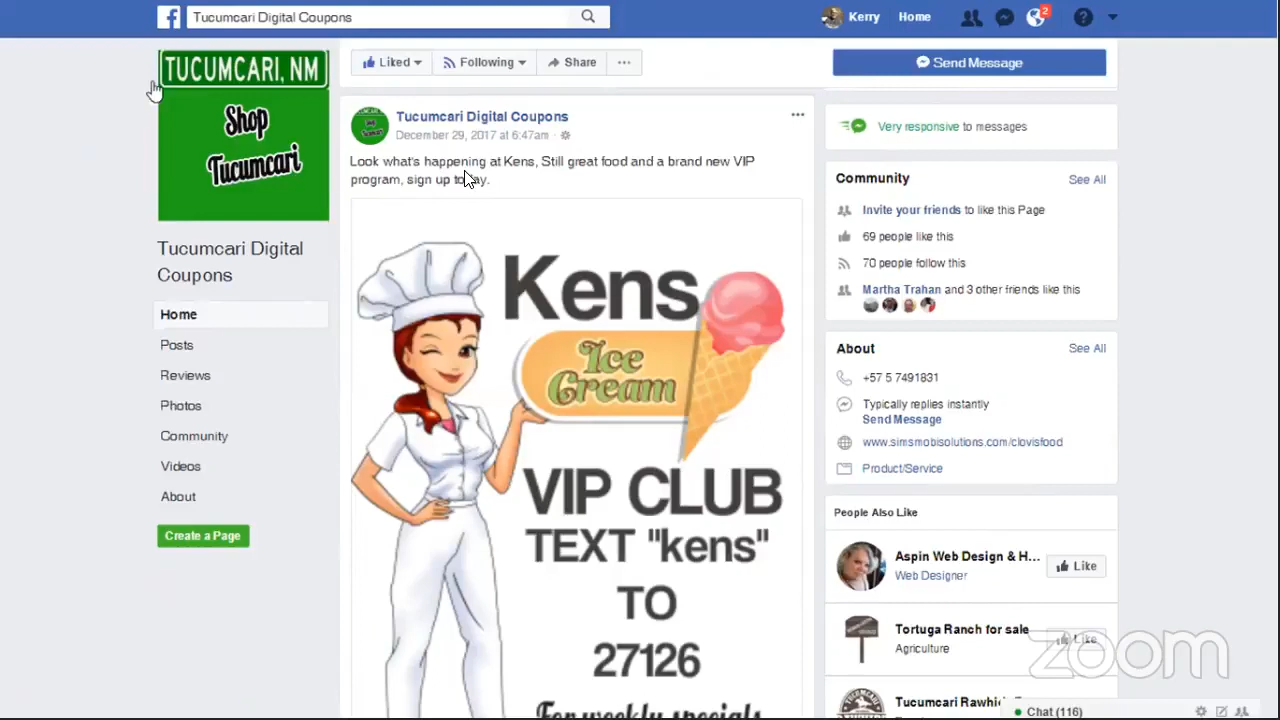 Tucumcari Digital Coupons
Kerry Home 2
TUCUMCARI, NM
Shop
Tucumcari
Tucumcari Digital
Coupons
Home
Posts
Reviews
Photos
Community
Videos
About
Create a Page
Liked Following Share ...
Send Message
Tucumcari Digital Coupons
December 29, 2017 at 6:47am
Look what's happening at Kens, Still great food and a brand new VIP
program, sign up today.
Kens
Ice
Cream
VIP CLUB
TEXT "kens"
TO
27126
For weekly specials
Very responsive to messages
Community See All
Invite your friends to like this Page
69 people like this
70 people follow this
Martha Trahan and 3 other friends like this
About See All
+57 5 7491831
Typically replies instantly
Send Message
www.simsmobisolutions.com/clovisfood
Product/Service
People Also Like
Aspin Web Design & H...
Web Designer
Like
Tortuga Ranch for sale
Agriculture
Like
Tucumcari Rawhi
zoom
Chat (116)